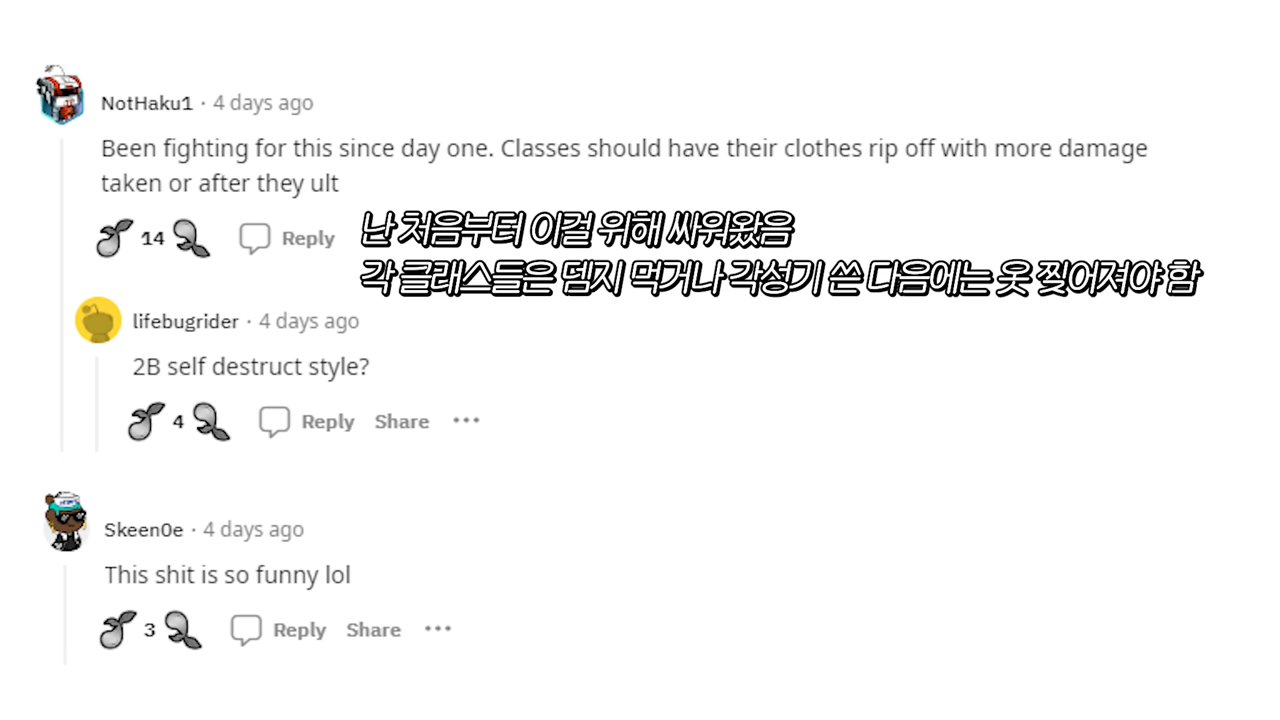 NotHaku1 · 4 days ago
Been fighting for this since day one. Classes should have their clothes rip off with more damage
taken or after they ult
14 Reply
난 처음부터 이걸 위해 싸워왔음
각 클래스들은 뎀지 먹거나 각성기 쓴 다음에는 옷 찢어져야 함
lifebugrider · 4 days ago
2B self destruct style?
4 Reply Share ···
Skeen0e · 4 days ago
This shit is so funny lol
3 Reply Share ···